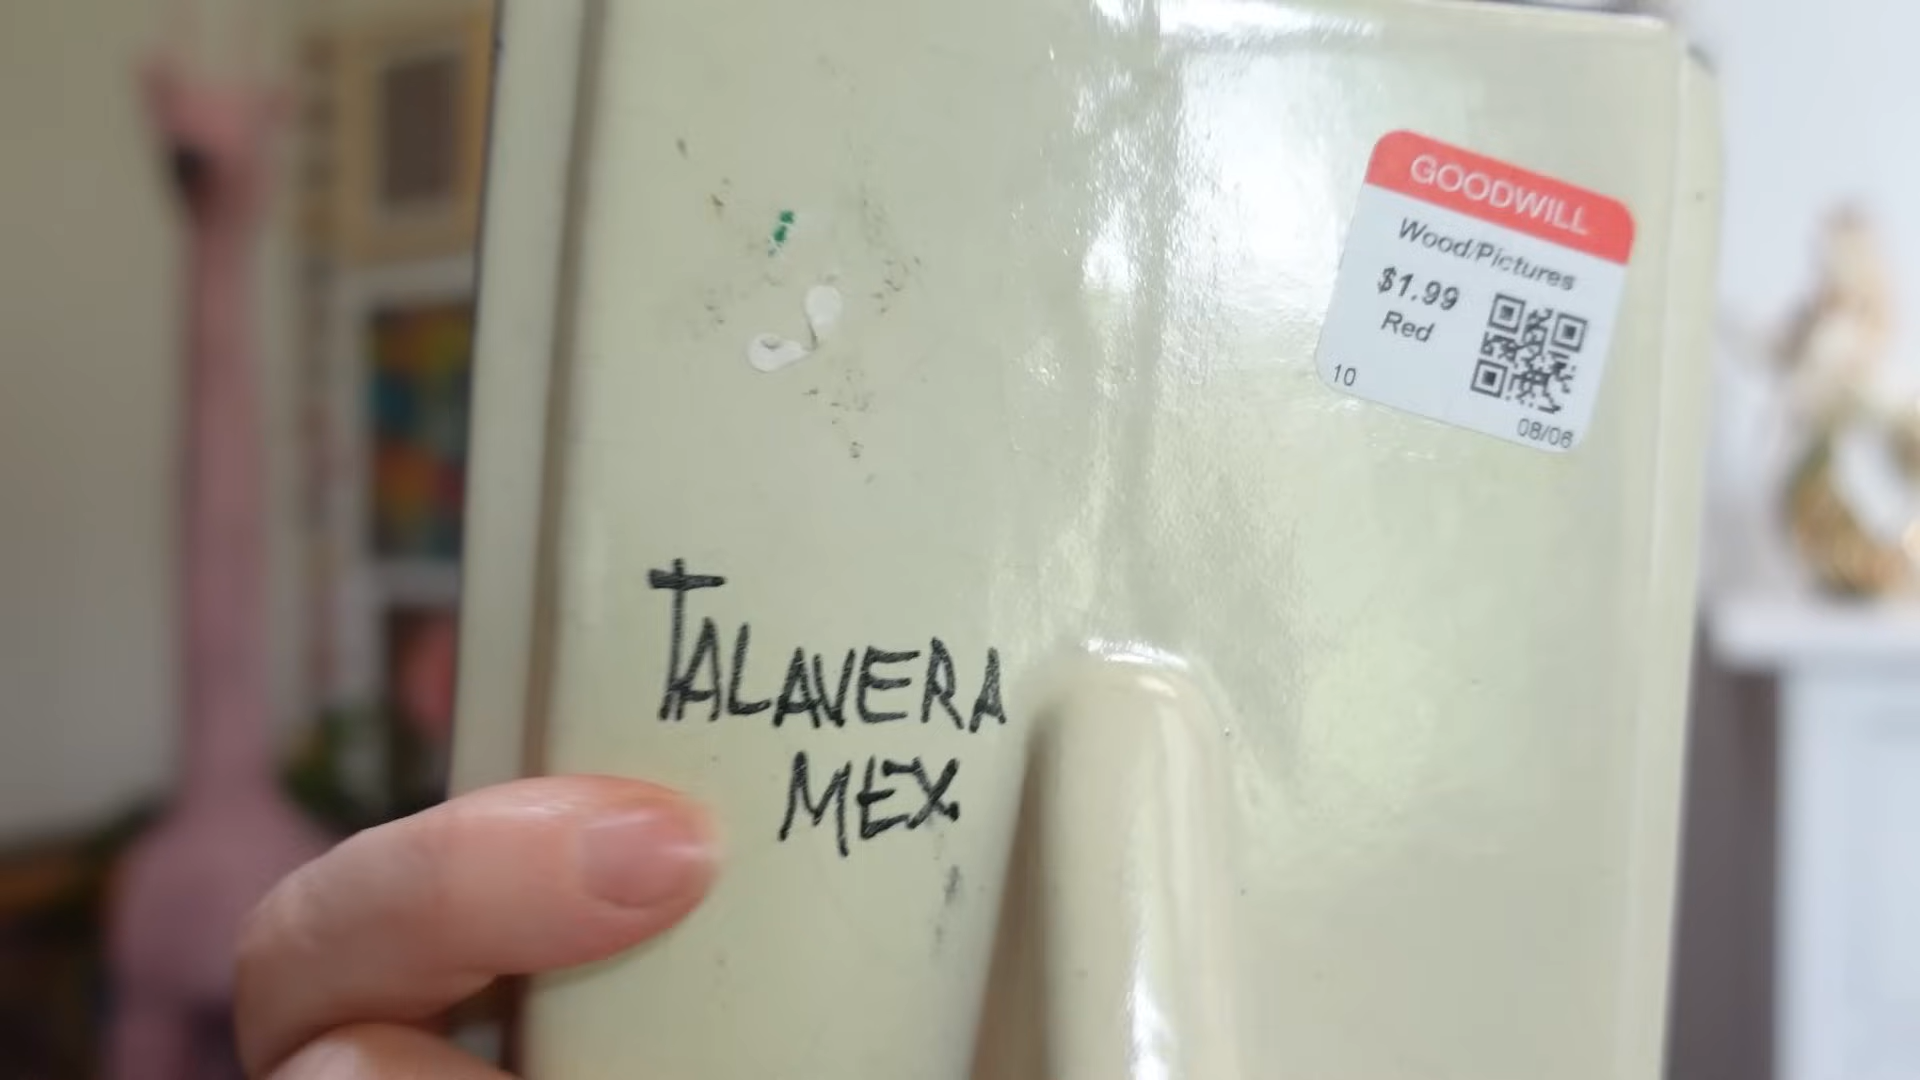 GOODWILL
Wood/Pictures
$1.99
Red
10
08/06
TALAVERA
MEX